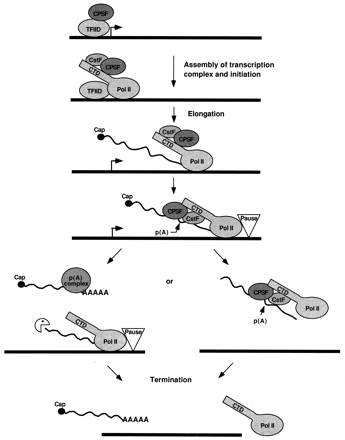 CPSF
TFIID
CstF
CPSF
CTD
TFIID
Pol II
Assembly of transcription
complex and initiation
Elongation
Cap
CstF
CPSF
CTD
Pol II
Cap
CPSF
CTD
CstF
p(A)
Pol II
Pause
Cap
p(A)
complex
AAAAA
or
CTD
Pol II
Pause
CPSF
CTD
CstF
Pol II
p(A)
Termination
Cap
AAAAA
CTD
Pol II